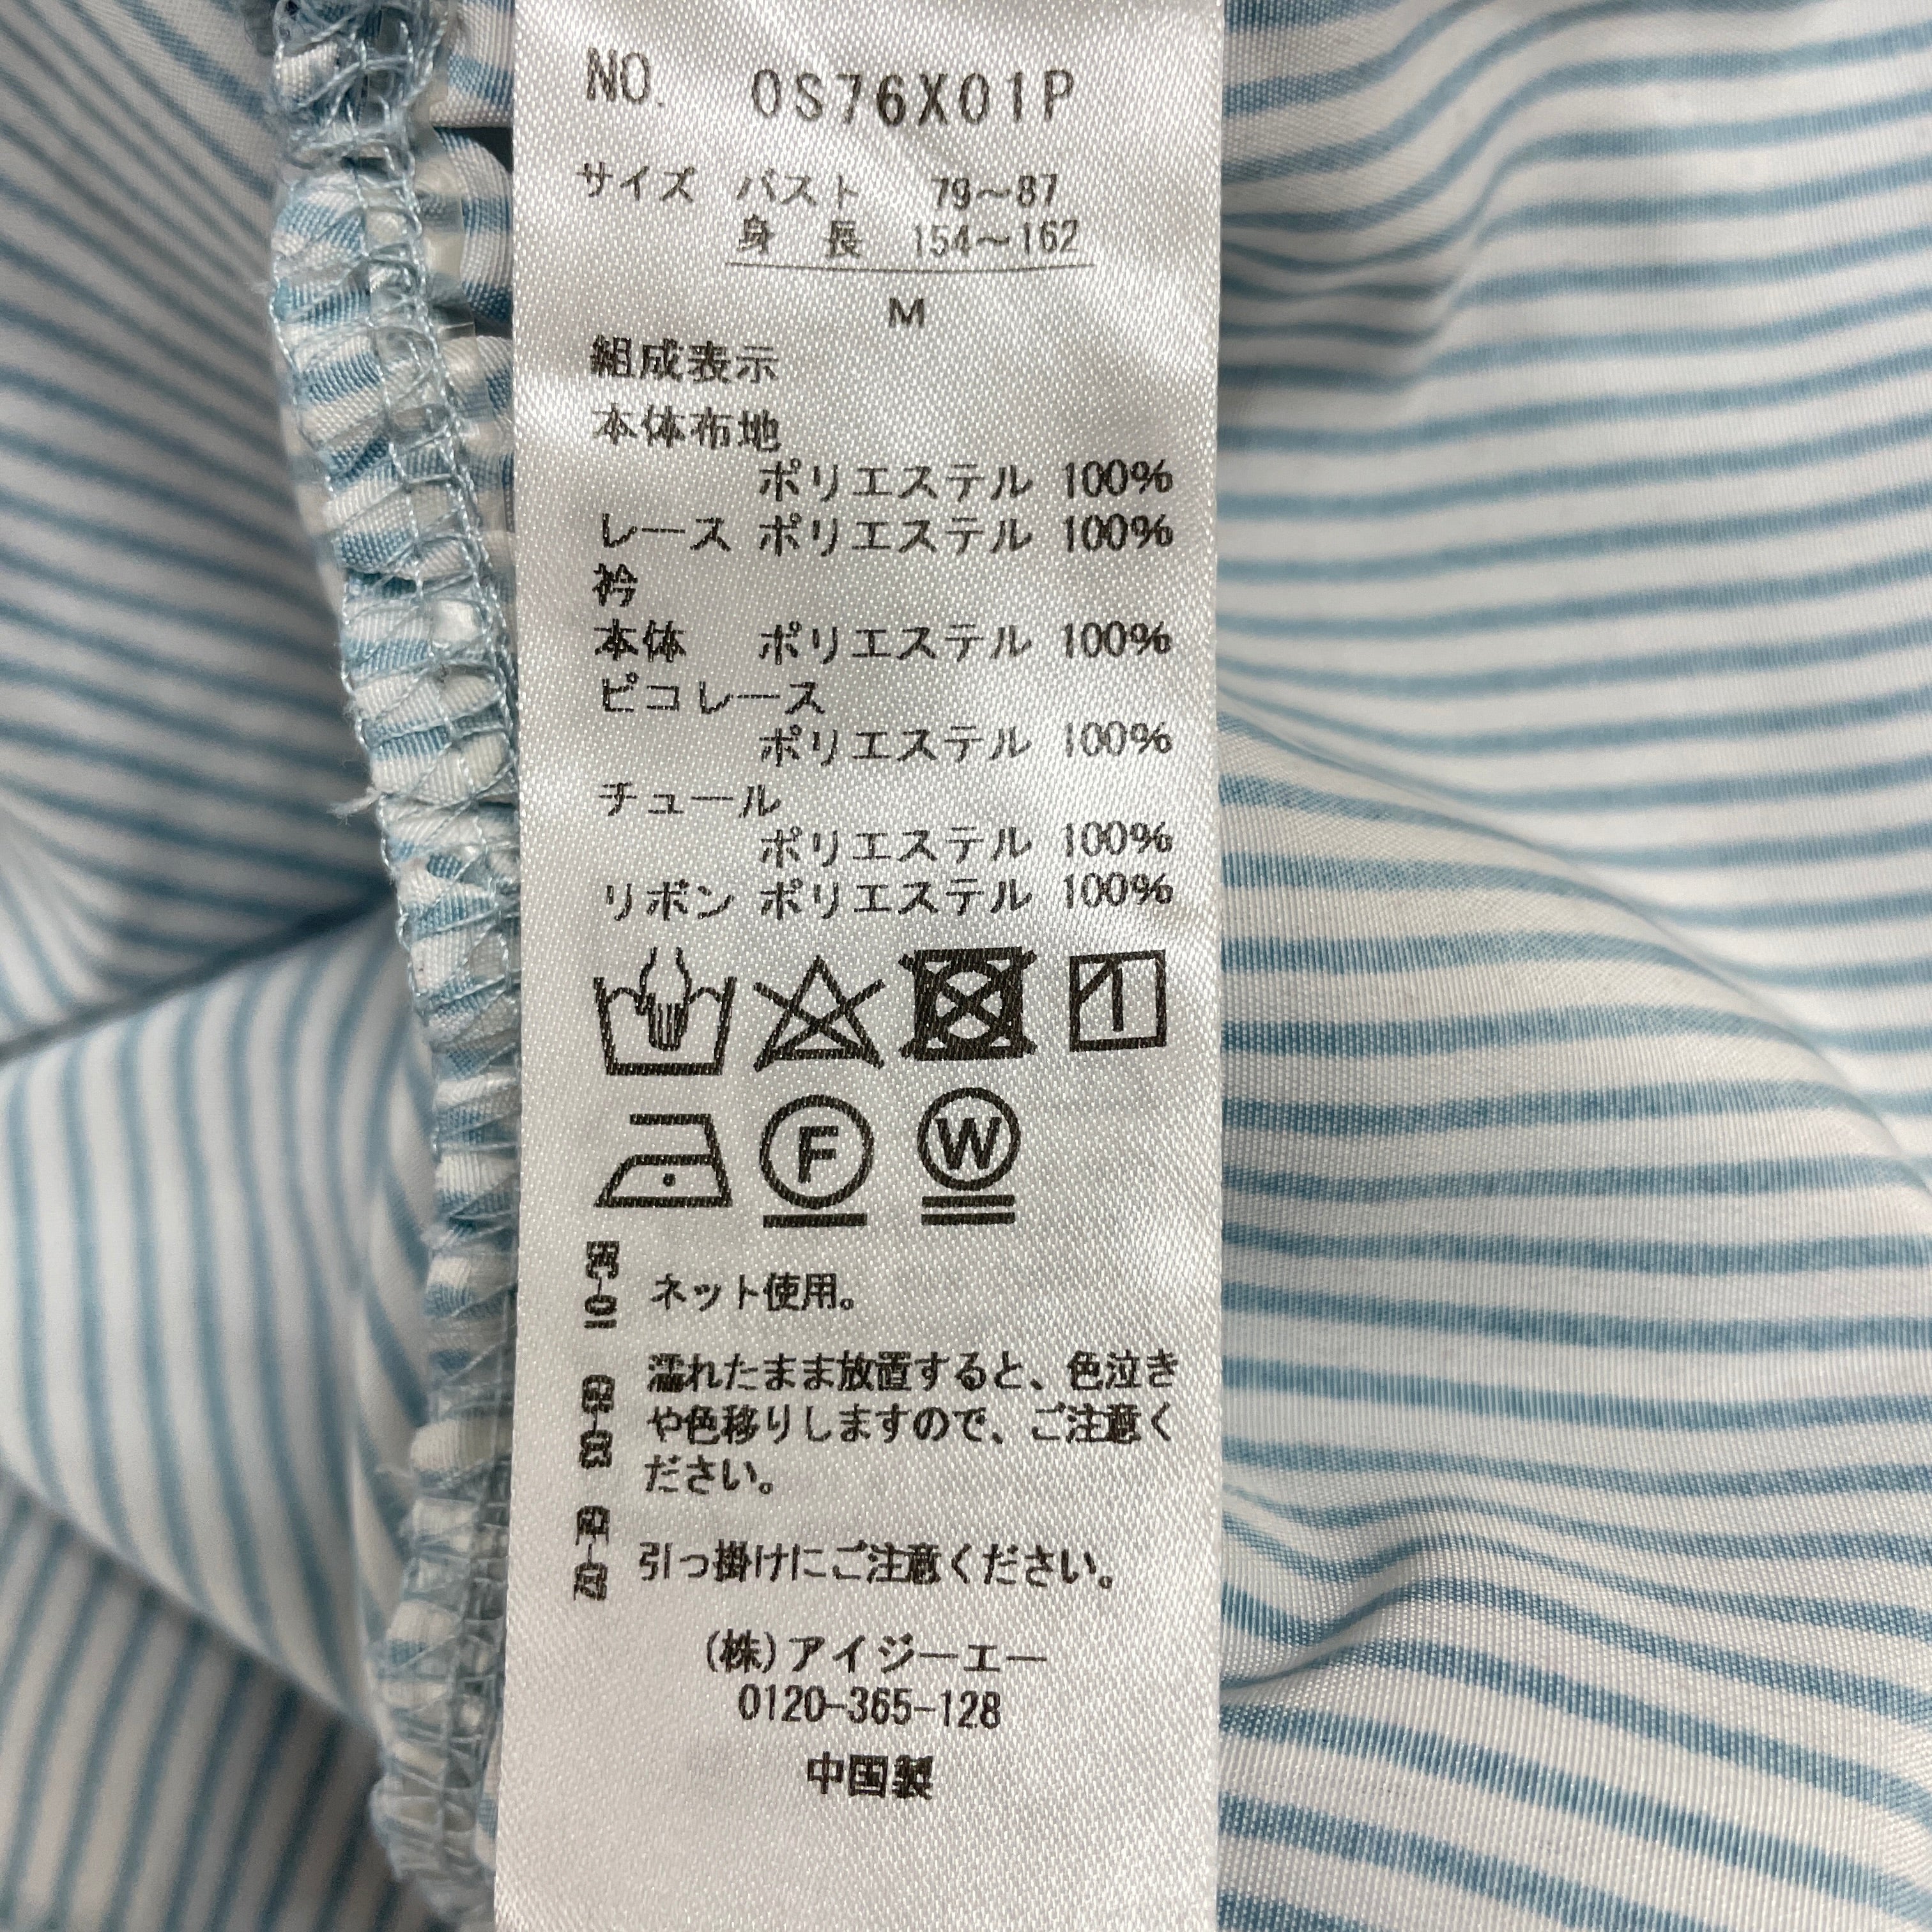 NO. 0S76X01P
サイズ バスト 79～87
身 長 154～162
M
組成表示
本体布地
ポリエステル 100%
レース ポリエステル 100%
衿
本体 ポリエステル 100%
ピコレース
ポリエステル 100%
チュール
ポリエステル 100%
リボン ポリエステル 100%
F W
ネット使用。
濡れたまま放置すると、色泣き
や色移りしますので、ご注意く
ださい。
引っ掛けにご注意ください。
(株)アイジーエー
0120-365-128
中国製